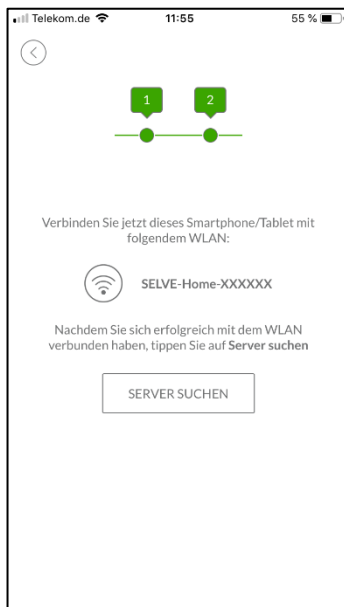 Telekom.de 11:55 55 %
1 2
Verbinden Sie jetzt dieses Smartphone/Tablet mit
folgendem WLAN:
SELVE-Home-XXXXXX
Nachdem Sie sich erfolgreich mit dem WLAN
verbunden haben, tippen Sie auf Server suchen
SERVER SUCHEN